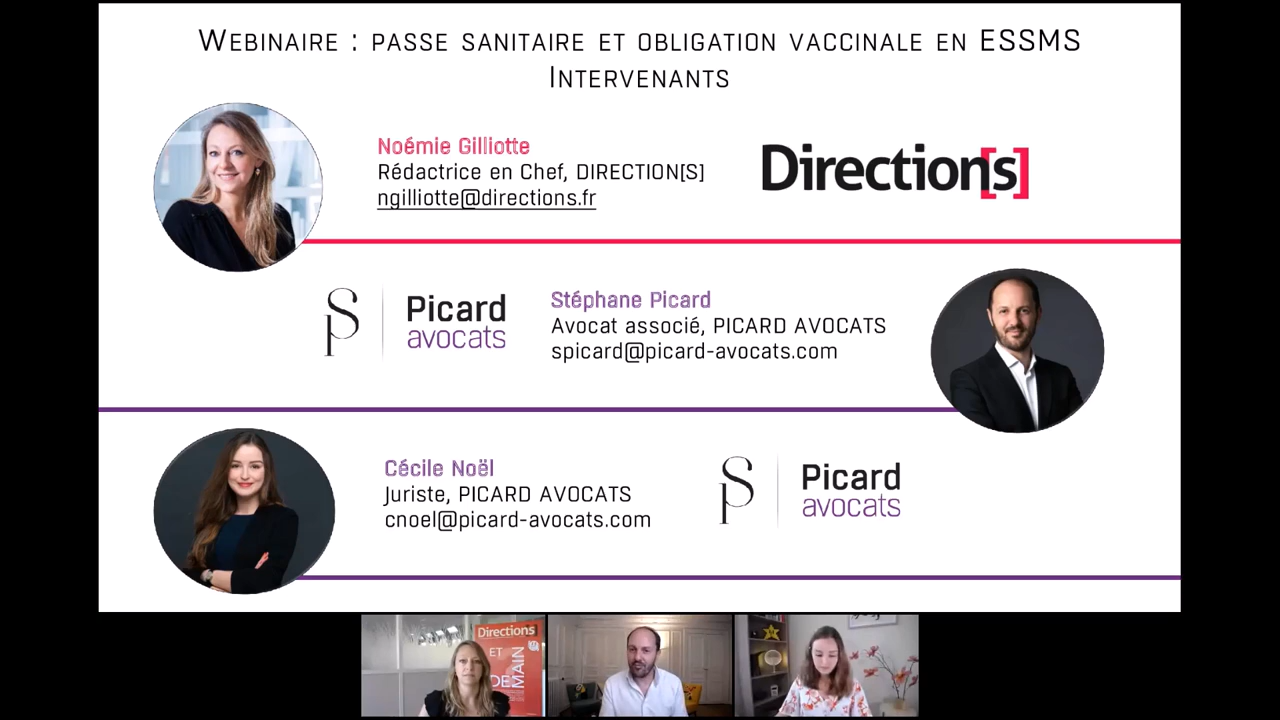 WEBINAIRE : PASSE SANITAIRE ET OBLIGATION VACCINALE EN ESSMS
INTERVENANTS
Noémie Gilliotte
Rédactrice en Chef, DIRECTION[S]
ngilliotte@directions.fr
Direction[s]
Picard
avocats
Stéphane Picard
Avocat associé, PICARD AVOCATS
spicard@picard-avocats.com
Cécile Noël
Juriste, PICARD AVOCATS
cnoel@picard-avocats.com
Picard
avocats
Directions
ET
DEMAIN